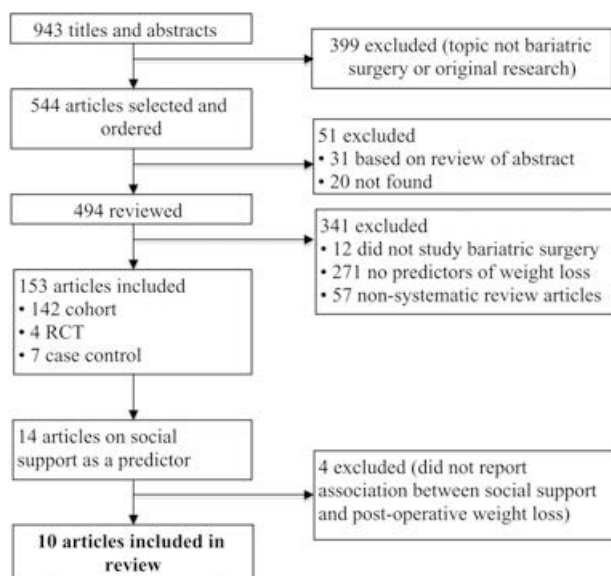 943 titles and abstracts
399 excluded (topic not bariatric
surgery or original research)
544 articles selected and
ordered
51 excluded
• 31 based on review of abstract
• 20 not found
494 reviewed
341 excluded
• 12 did not study bariatric surgery
• 271 no predictors of weight loss
• 57 non-systematic review articles
153 articles included
• 142 cohort
• 4 RCT
• 7 case control
14 articles on social
support as a predictor
4 excluded (did not report
association between social support
and post-operative weight loss)
10 articles included in
review